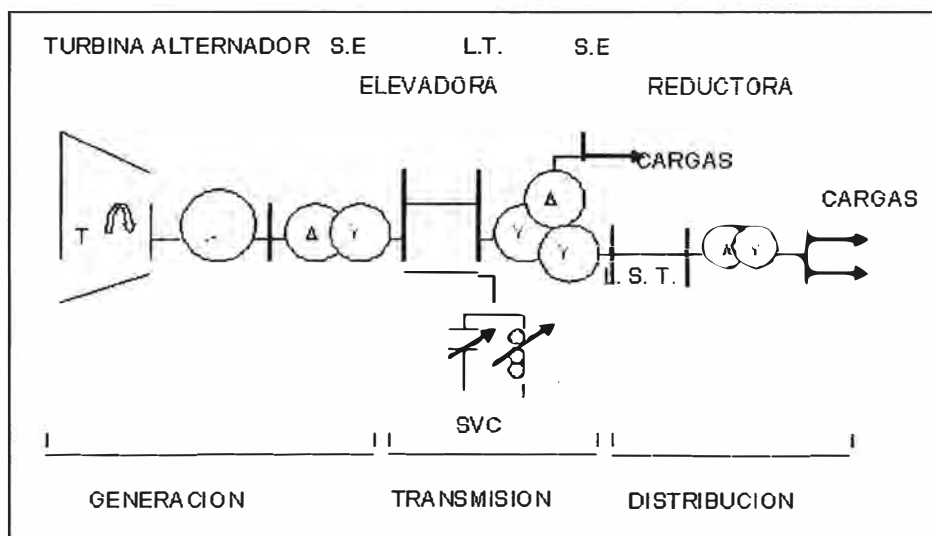 TURBINA ALTERNADOR S.E L.T. S.E
ELEVADORA REDUCTORA
CARGAS
CARGAS
T
Δ Y Y Δ Y Y
S. T.
SVC
GENERACION TRANSMISION DISTRIBUCION